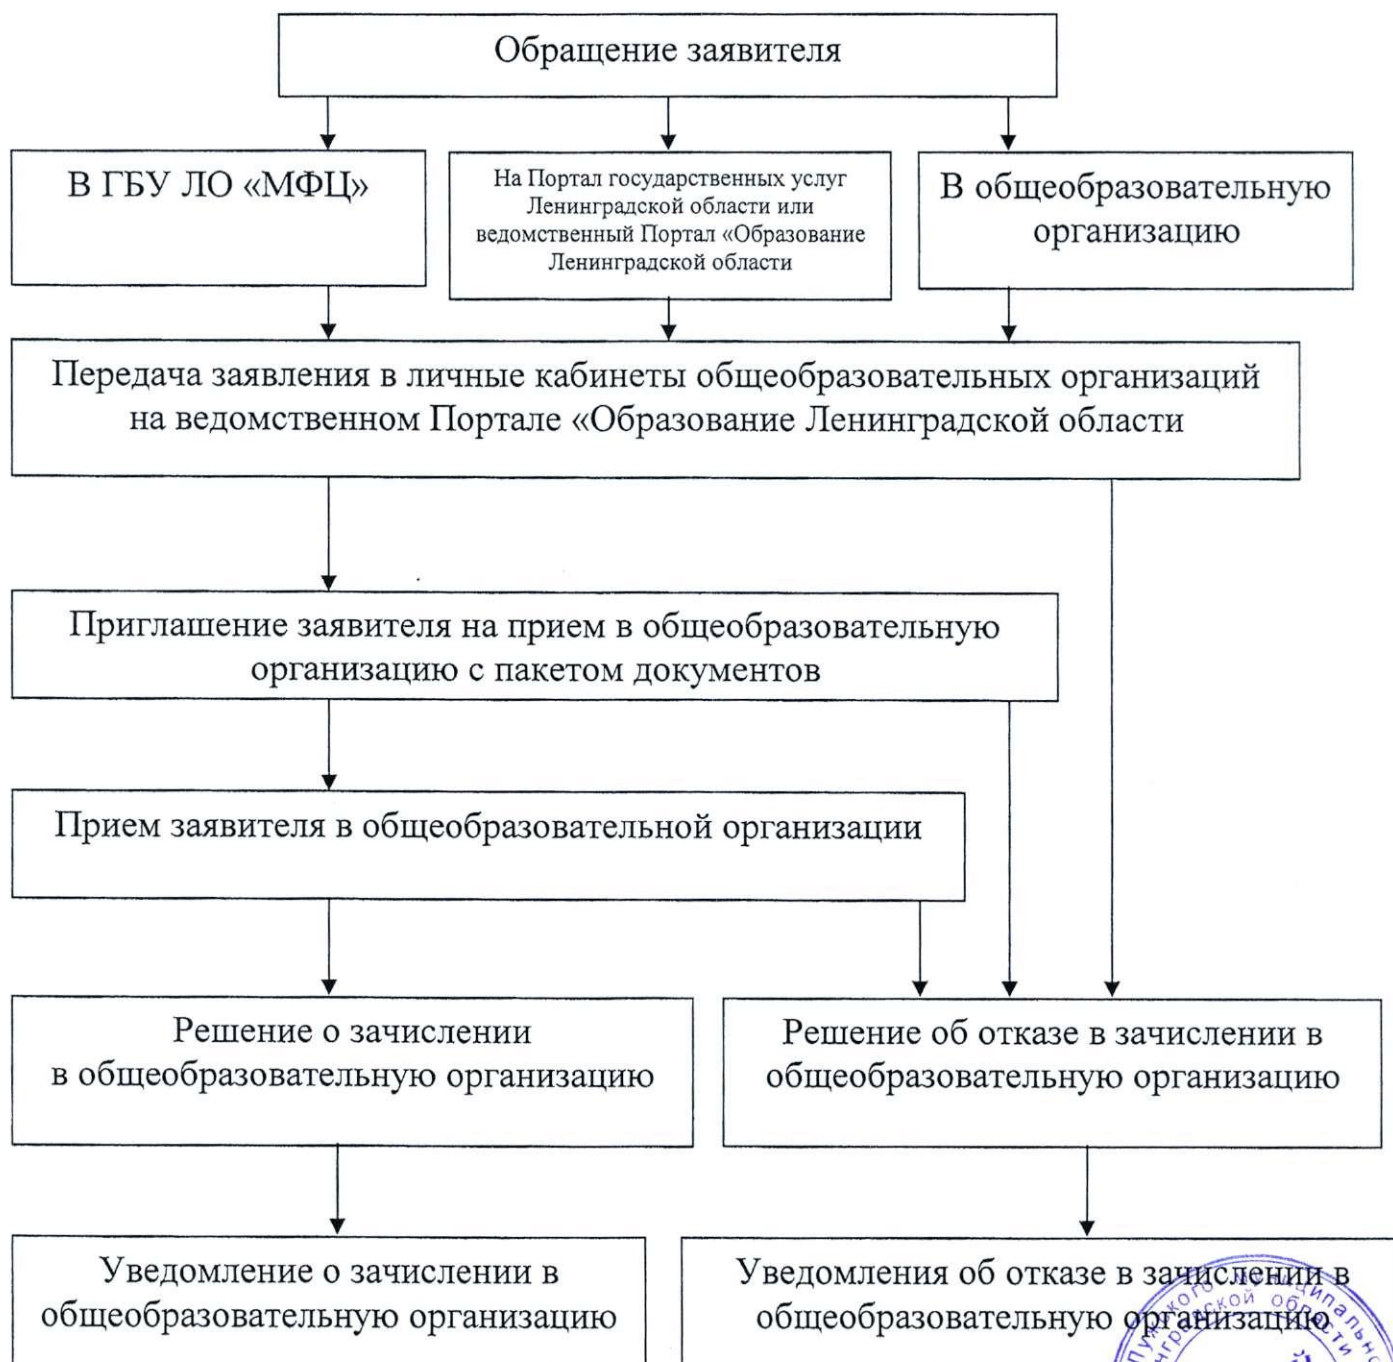 Обращение заявителя
В ГБУ ЛО «МФЦ»
На Портал государственных услуг
Ленинградской области или
ведомственный Портал «Образование
Ленинградской области
В общеобразовательную
организацию
Передача заявления в личные кабинеты общеобразовательных организаций
на ведомственном Портале «Образование Ленинградской области
Приглашение заявителя на прием в общеобразовательную
организацию с пакетом документов
Прием заявителя в общеобразовательной организации
Решение о зачислении
в общеобразовательную организацию
Решение об отказе в зачислении в
общеобразовательную организацию
Уведомление о зачислении в
общеобразовательную организацию
Уведомления об отказе в зачислении в
общеобразовательную организацию
области